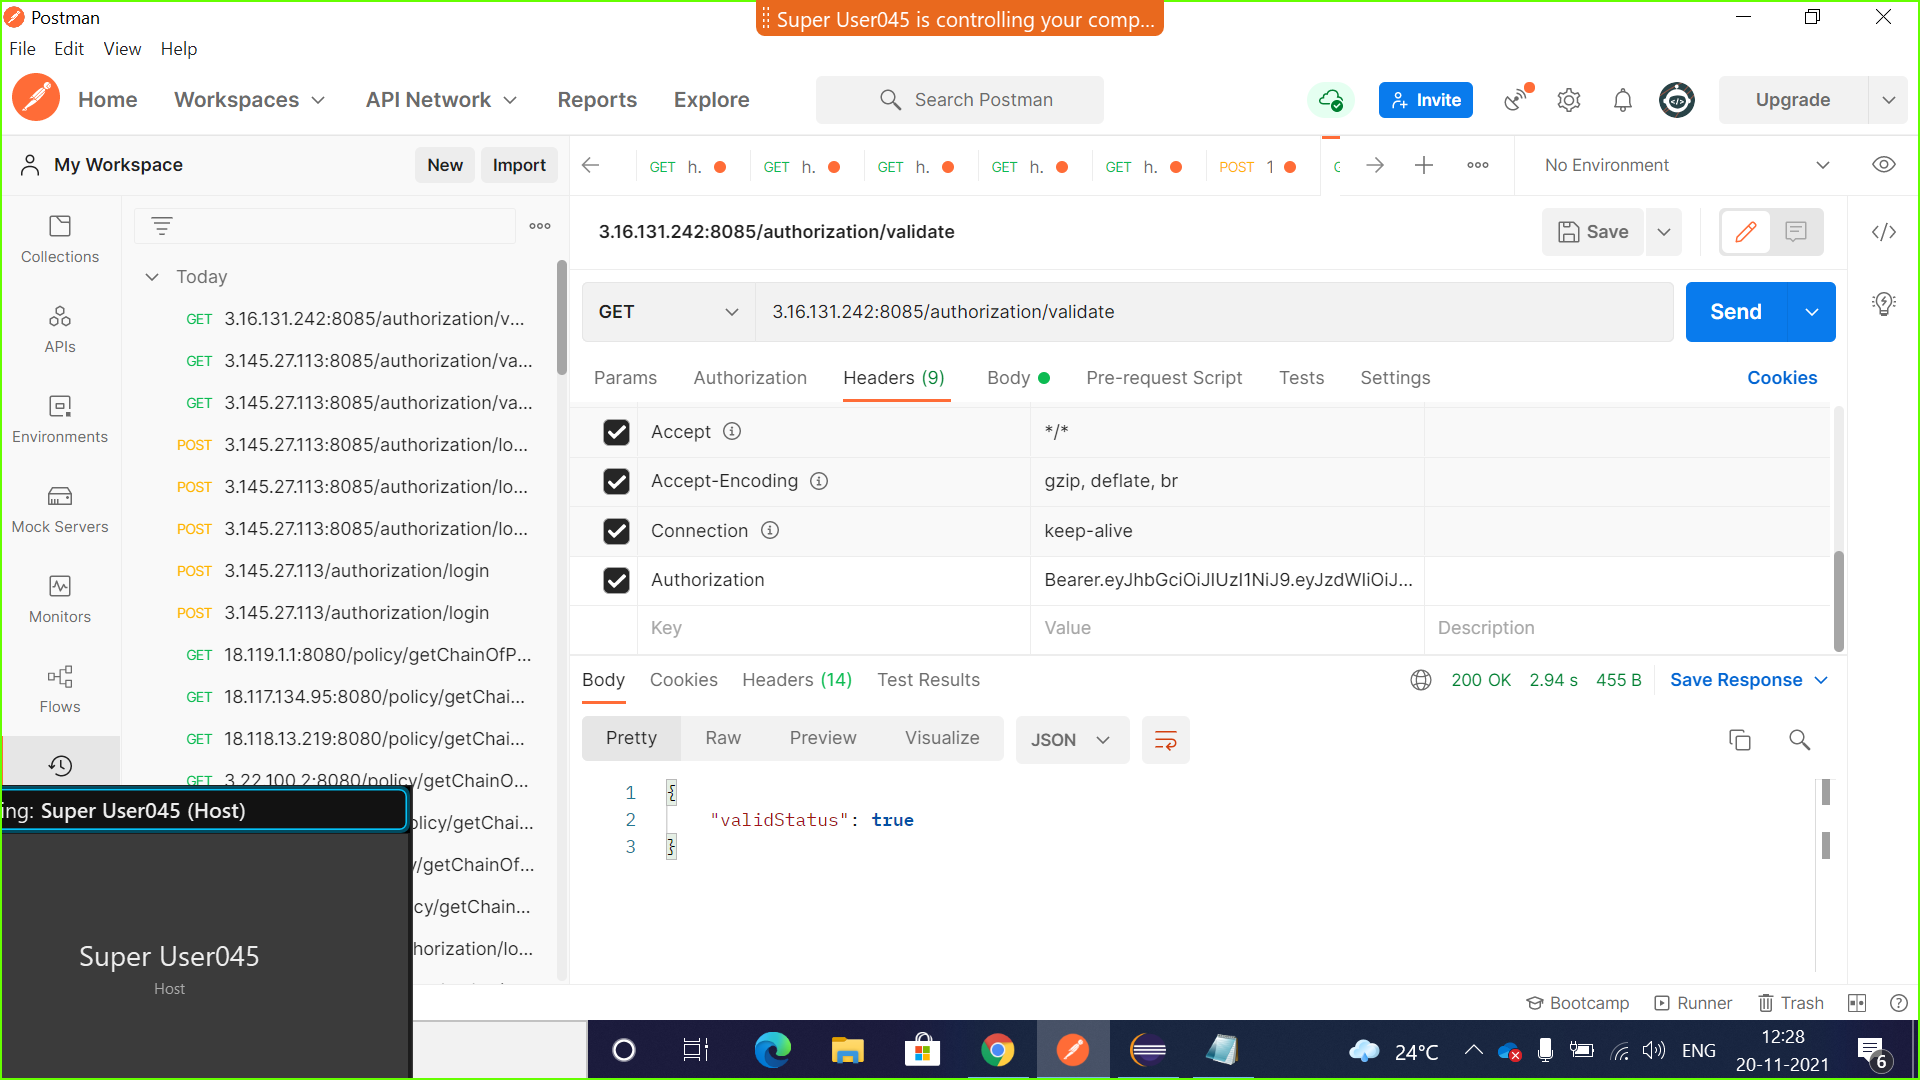 Postman
Super User045 is controlling your comp...
File Edit View Help
Home Workspaces API Network Reports Explore
Search Postman
Invite
Upgrade
My Workspace
New Import
GET h. GET h. GET h. GET h. GET h. POST 1
No Environment
Collections
APIs
Environments
Mock Servers
Monitors
Flows
Today
GET 3.16.131.242:8085/authorization/v...
GET 3.145.27.113:8085/authorization/va...
GET 3.145.27.113:8085/authorization/va...
POST 3.145.27.113:8085/authorization/lo...
POST 3.145.27.113:8085/authorization/lo...
POST 3.145.27.113:8085/authorization/lo...
POST 3.145.27.113/authorization/login
POST 3.145.27.113/authorization/login
GET 18.119.1.1:8080/policy/getChainOfP...
GET 18.117.134.95:8080/policy/getChai...
GET 18.118.13.219:8080/policy/getChai...
GET 3.22.100.2:8080/policy/getChainO...
olicy/getChai...
y/getChainOf...
cy/getChain...
horization/lo...
ing: Super User045 (Host)
Super User045
Host
3.16.131.242:8085/authorization/validate
Save
GET 3.16.131.242:8085/authorization/validate
Send
Params Authorization Headers (9) Body Pre-request Script Tests Settings Cookies
Accept */*
Accept-Encoding gzip, deflate, br
Connection keep-alive
Authorization Bearer.eyJhbGciOiJIUzI1NiJ9.eyJzdWIiOiJ...
Key Value Description
Body Cookies Headers (14) Test Results
200 OK 2.94 s 455 B Save Response
Pretty Raw Preview Visualize JSON
1 {
2 "validStatus": true
3 }
Bootcamp Runner Trash
24°C
ENG
12:28
20-11-2021
6